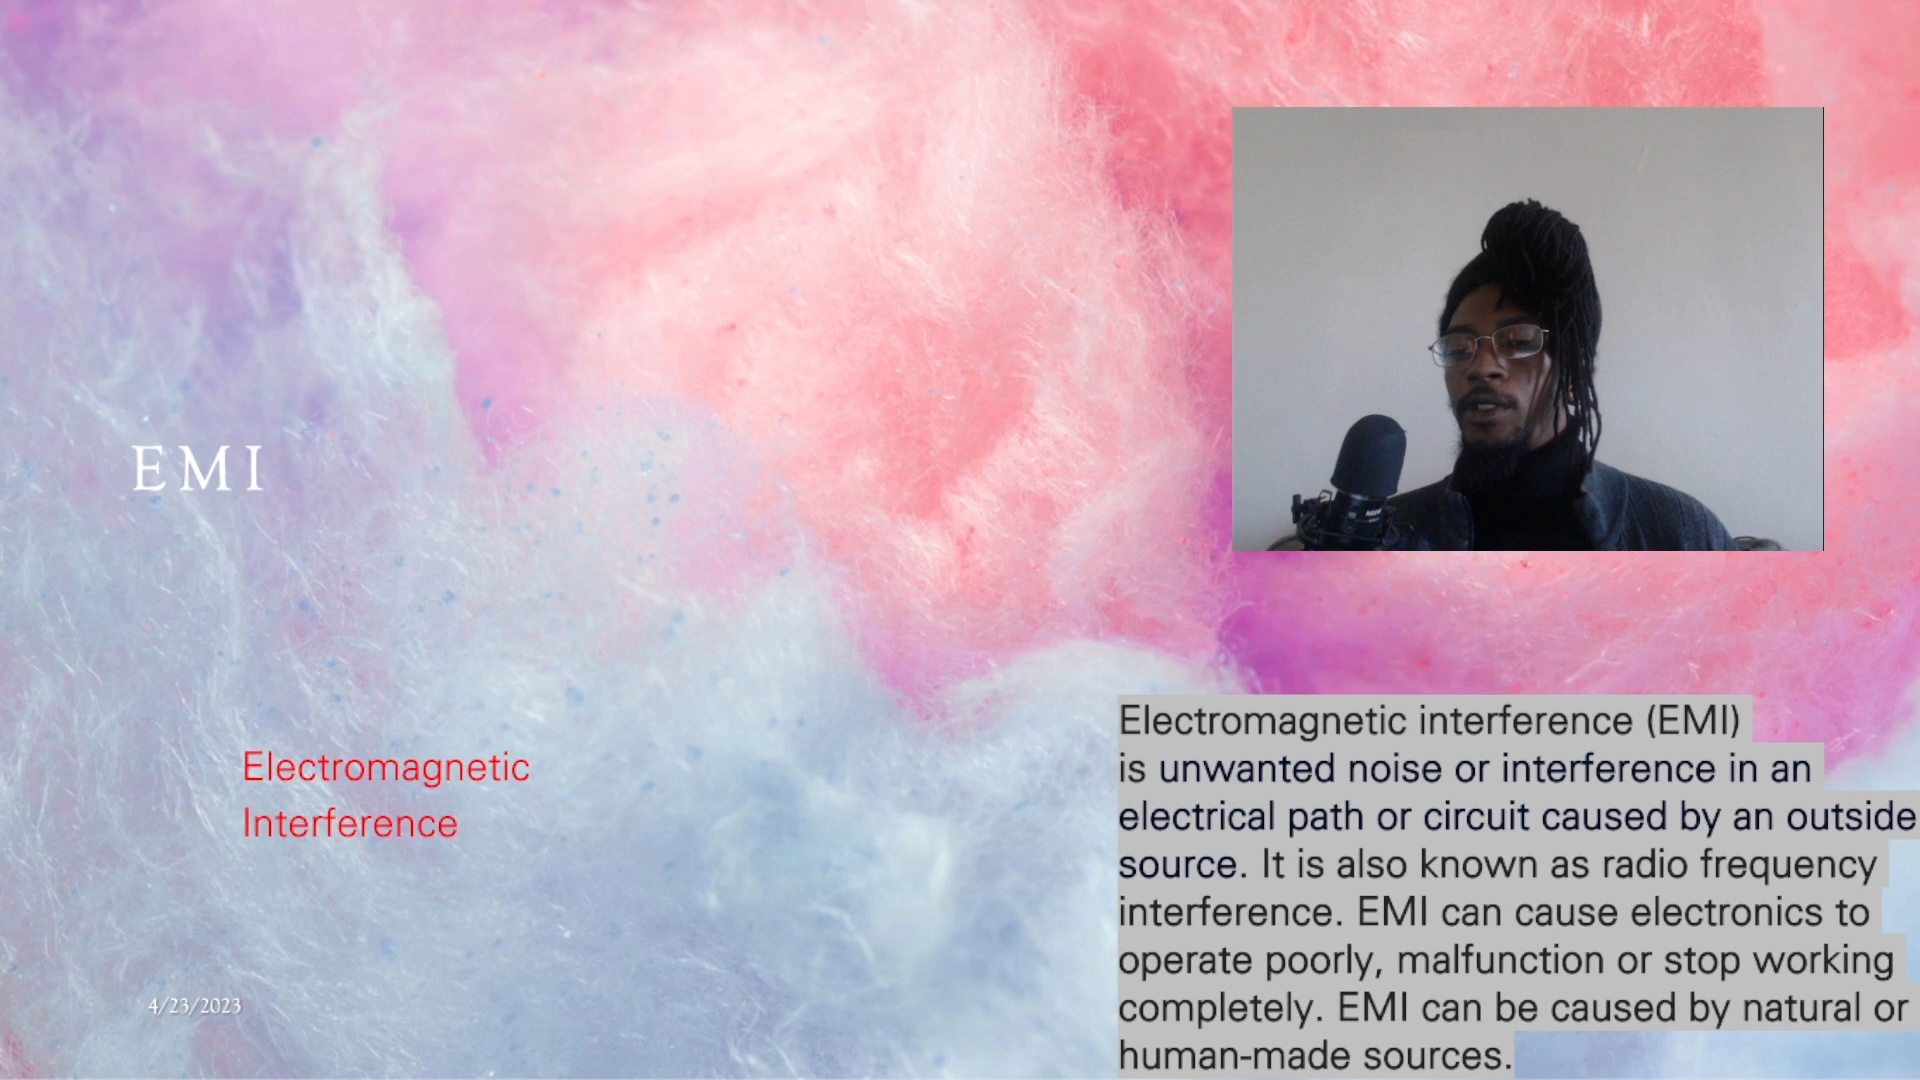 EMI
Electromagnetic
Interference
4/23/2023
Electromagnetic interference (EMI)
is unwanted noise or interference in an
electrical path or circuit caused by an outside
source. It is also known as radio frequency
interference. EMI can cause electronics to
operate poorly, malfunction or stop working
completely. EMI can be caused by natural or
human-made sources.